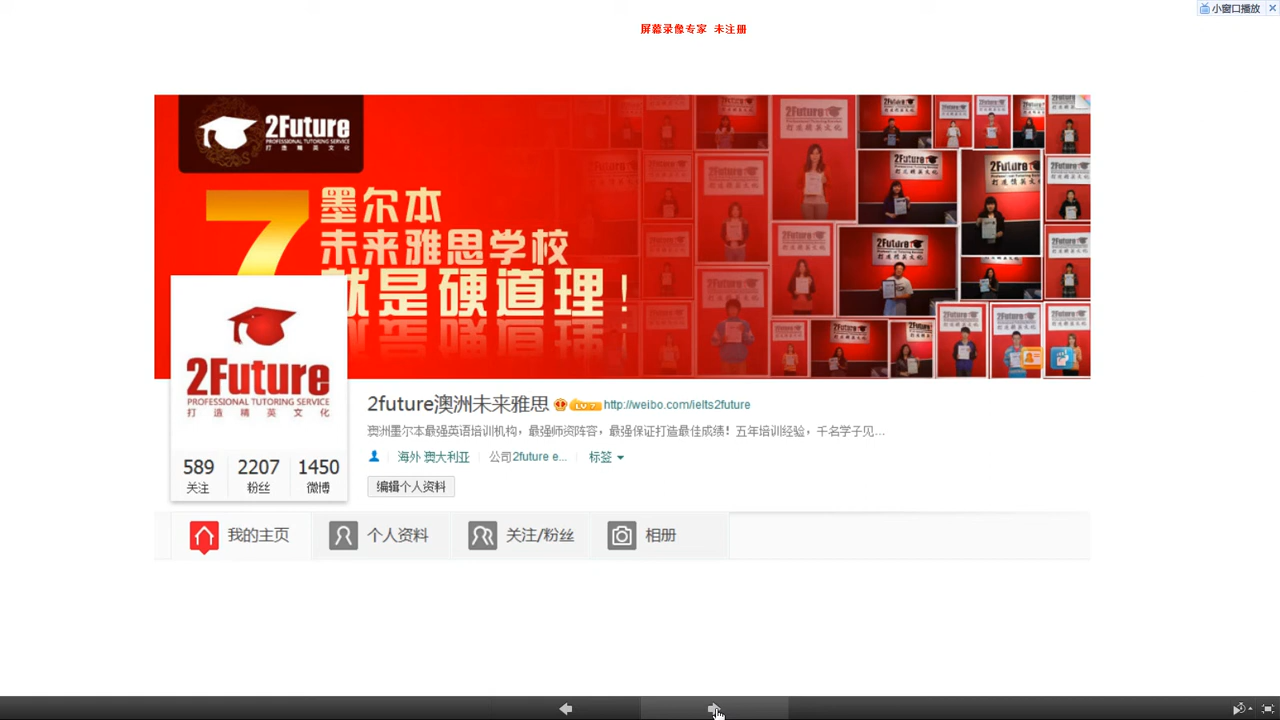 小窗口播放
屏幕录像专家 未注册
2Future
PROFESSIONAL TUTORING SERVICE
打造精英文化
7
墨尔本
未来雅思学校
就是硬道理！
2Future
PROFESSIONAL TUTORING SERVICE
打造精英文化
589 2207 1450
关注 粉丝 微博
2future澳洲未来雅思 LV 7 http://weibo.com/ielts2future
澳洲墨尔本最强英语培训机构，最强师资阵容，最强保证打造最佳成绩！五年培训经验，千名学子见...
海外 澳大利亚 公司2future e... 标签
编辑个人资料
我的主页 个人资料 关注/粉丝 相册